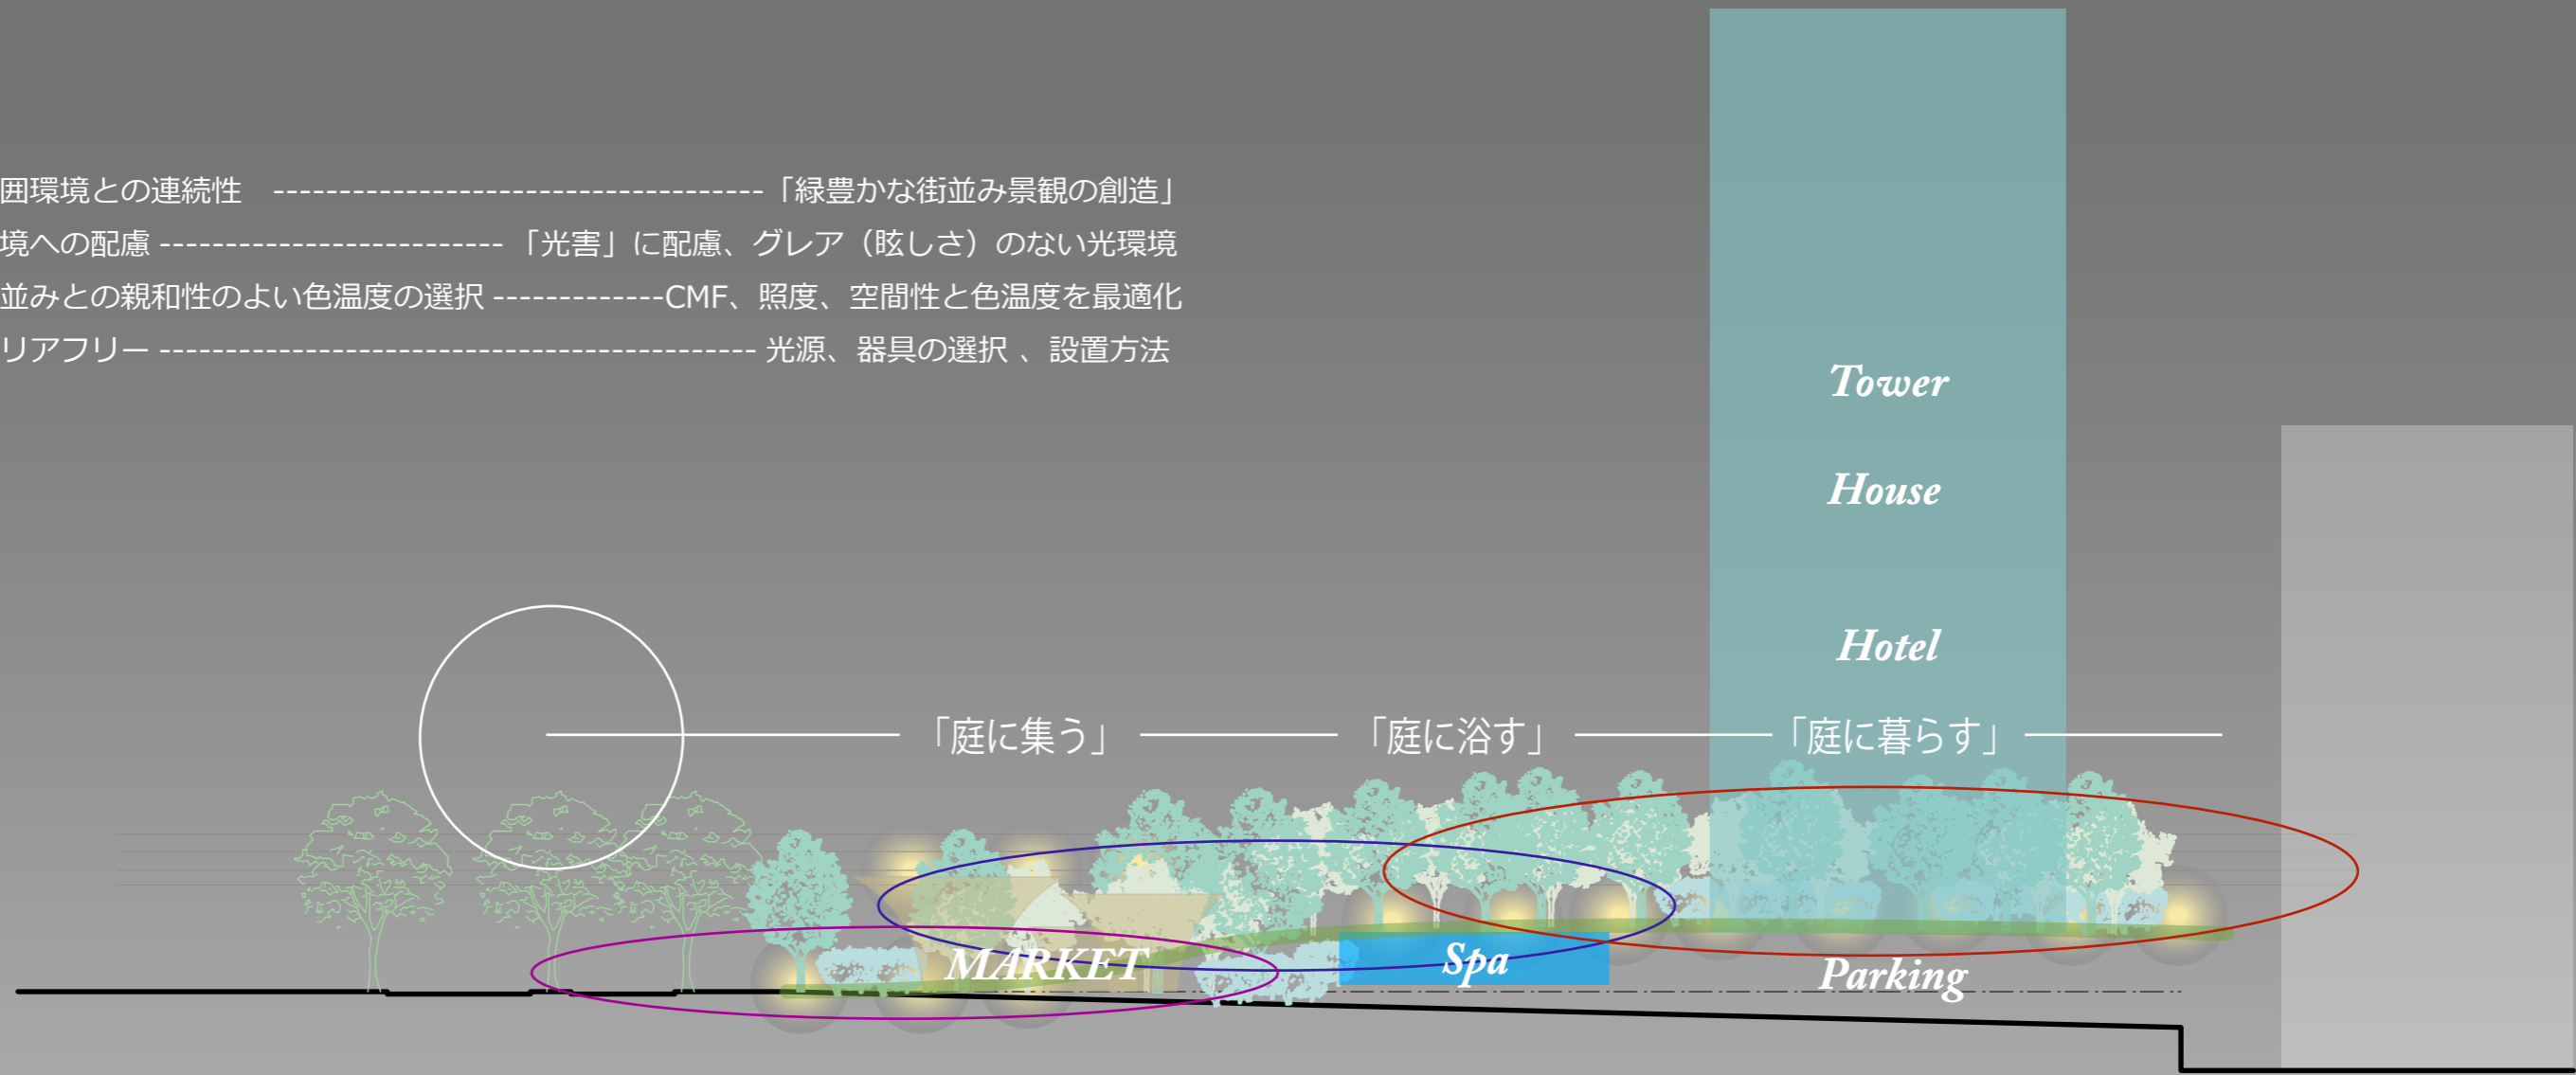 囲環境との連続性 ------------------------------------- 「緑豊かな街並み景観の創造」
境への配慮 -------------------------- 「光害」に配慮、グレア（眩しさ）のない光環境
並みとの親和性のよい色温度の選択 -------------CMF、照度、空間性と色温度を最適化
リアフリー --------------------------------------------- 光源、器具の選択 、設置方法
Tower
House
Hotel
「庭に集う」 「庭に浴す」 「庭に暮らす」
MARKET Spa Parking